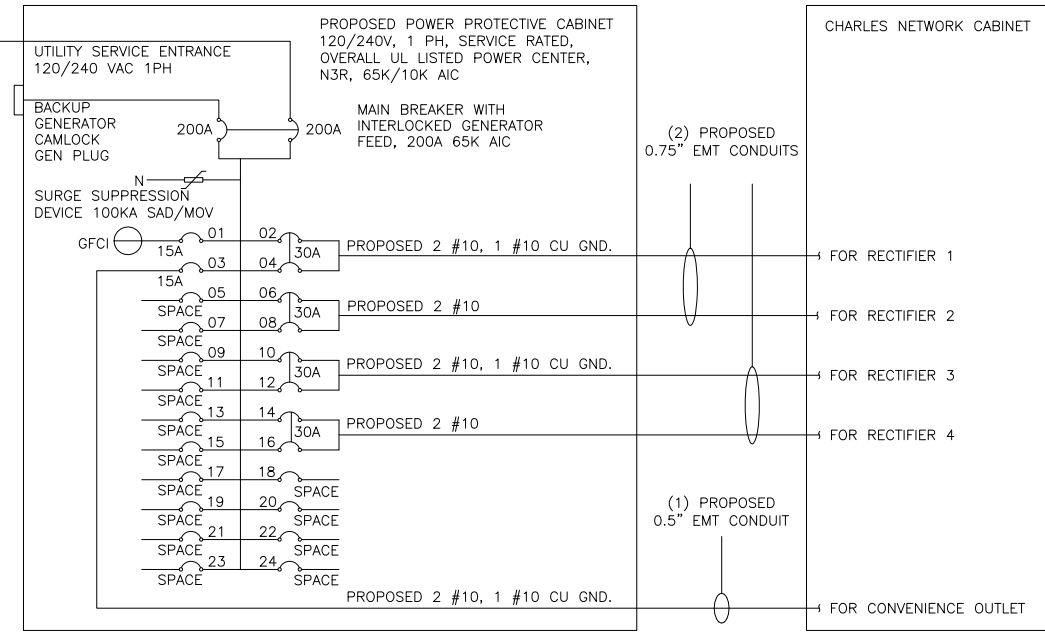 PROPOSED POWER PROTECTIVE CABINET
120/240V, 1 PH, SERVICE RATED,
OVERALL UL LISTED POWER CENTER,
N3R, 65K/10K AIC
CHARLES NETWORK CABINET
UTILITY SERVICE ENTRANCE
120/240 VAC 1PH
BACKUP
GENERATOR
CAMLOCK
GEN PLUG
200A
200A
MAIN BREAKER WITH
INTERLOCKED GENERATOR
FEED, 200A 65K AIC
(2) PROPOSED
0.75" EMT CONDUITS
N
SURGE SUPPRESSION
DEVICE 100KA SAD/MOV
GFCI
15A
01
02
30A
PROPOSED 2 #10, 1 #10 CU GND.
FOR RECTIFIER 1
15A
03
04
SPACE
05
06
30A
PROPOSED 2 #10
FOR RECTIFIER 2
SPACE
07
08
SPACE
09
10
30A
PROPOSED 2 #10, 1 #10 CU GND.
FOR RECTIFIER 3
SPACE
11
12
SPACE
13
14
30A
PROPOSED 2 #10
FOR RECTIFIER 4
SPACE
15
16
SPACE
17
18
SPACE
SPACE
19
20
SPACE
SPACE
21
22
SPACE
SPACE
23
24
SPACE
(1) PROPOSED
0.5" EMT CONDUIT
PROPOSED 2 #10, 1 #10 CU GND.
FOR CONVENIENCE OUTLET